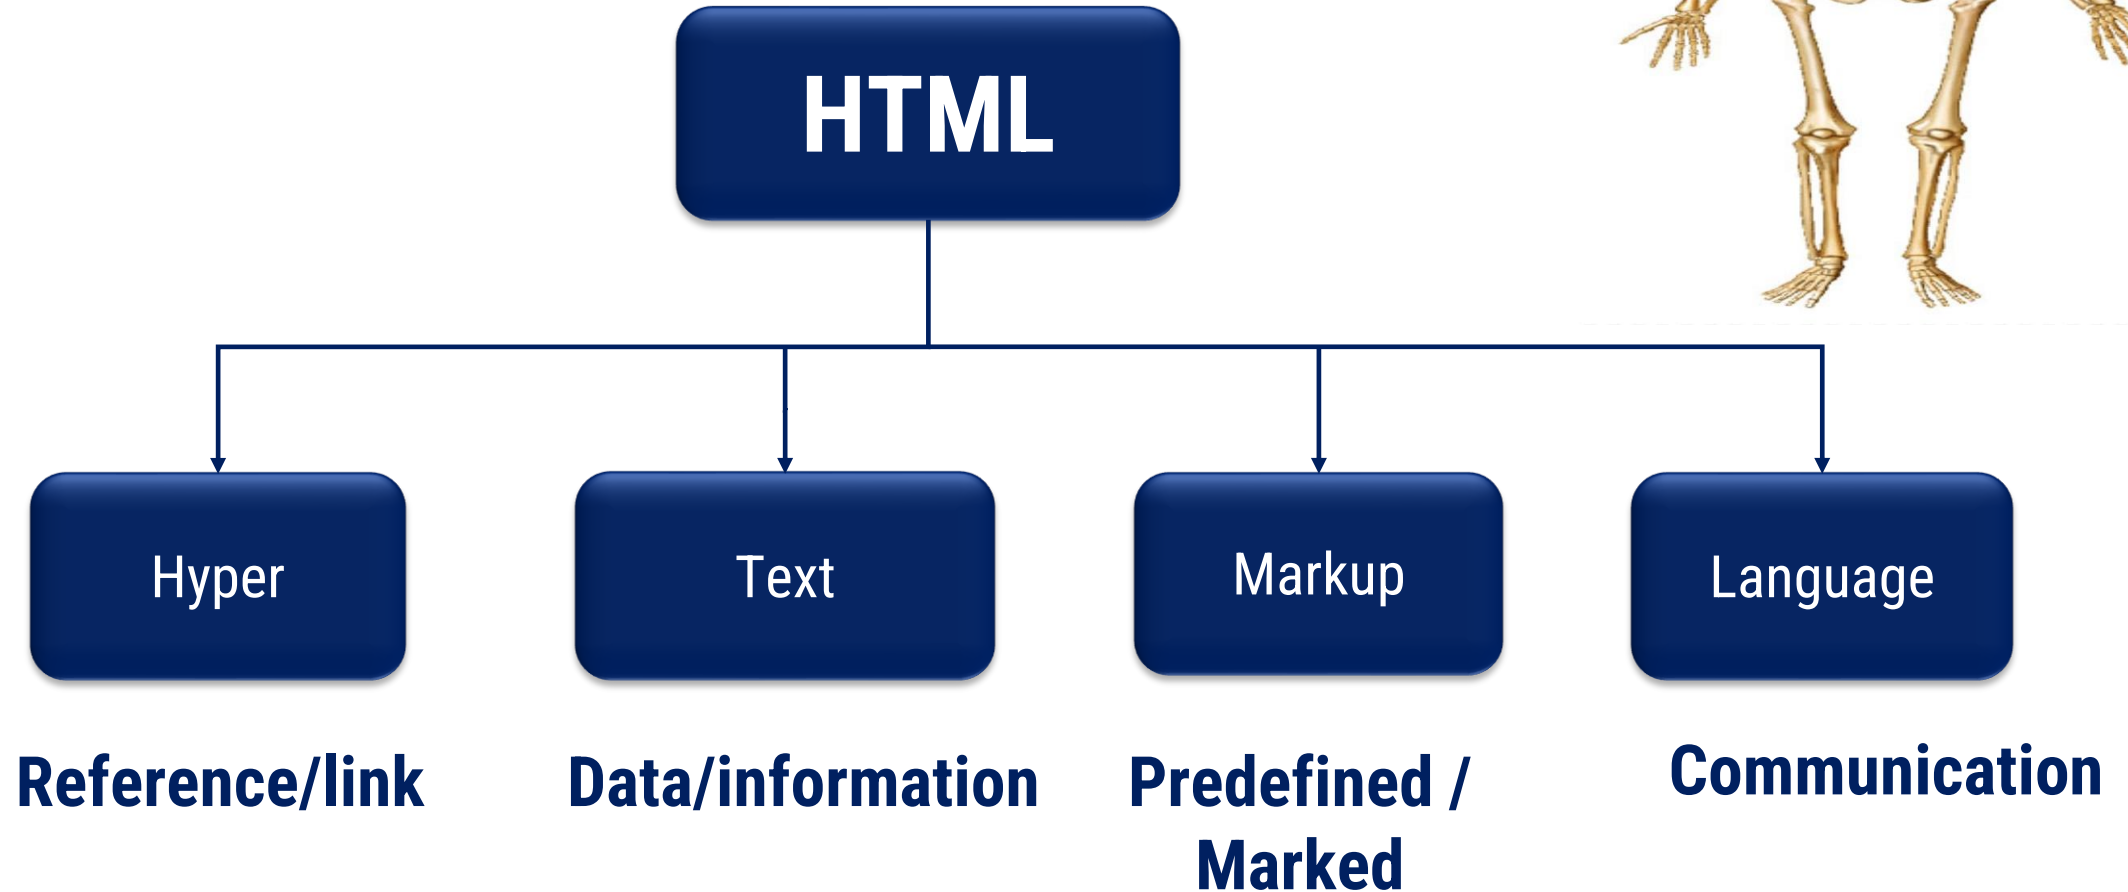 HTML
Hyper
Text
Markup
Language
Reference/link
Data/information
Predefined /
Marked
Communication